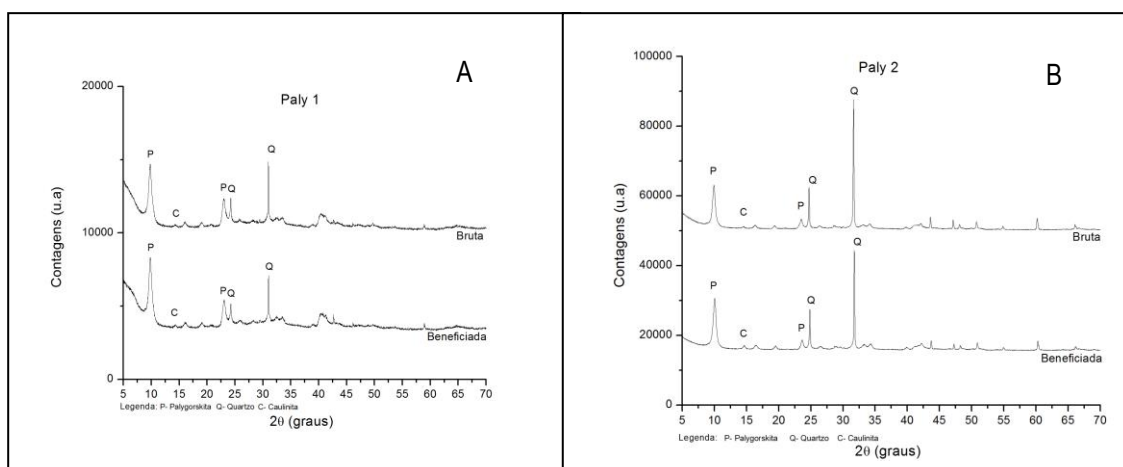 A
Paly 1
20000
10000
0
Contagens (u.a)
P
C
P
Q
Q
Bruta
P
C
P
Q
Q
Beneficiada
5 10 15 20 25 30 35 40 45 50 55 60 65 70
Legenda: P- Palygorskita Q- Quartzo C- Caulinita
2θ (graus)
B
Paly 2
100000
80000
60000
40000
20000
0
Contagens (u.a)
P
C
P
Q
Q
Bruta
P
C
P
Q
Q
Beneficiada
5 10 15 20 25 30 35 40 45 50 55 60 65 70
Legenda: P- Palygorskita Q- Quartzo C- Caulinita
2θ (graus)